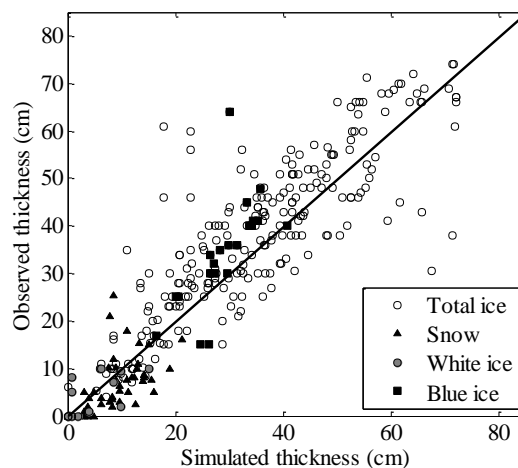 80
70
60
50
40
30
20
10
0
0 20 40 60 80
Observed thickness (cm)
Simulated thickness (cm)
Total ice
Snow
White ice
Blue ice